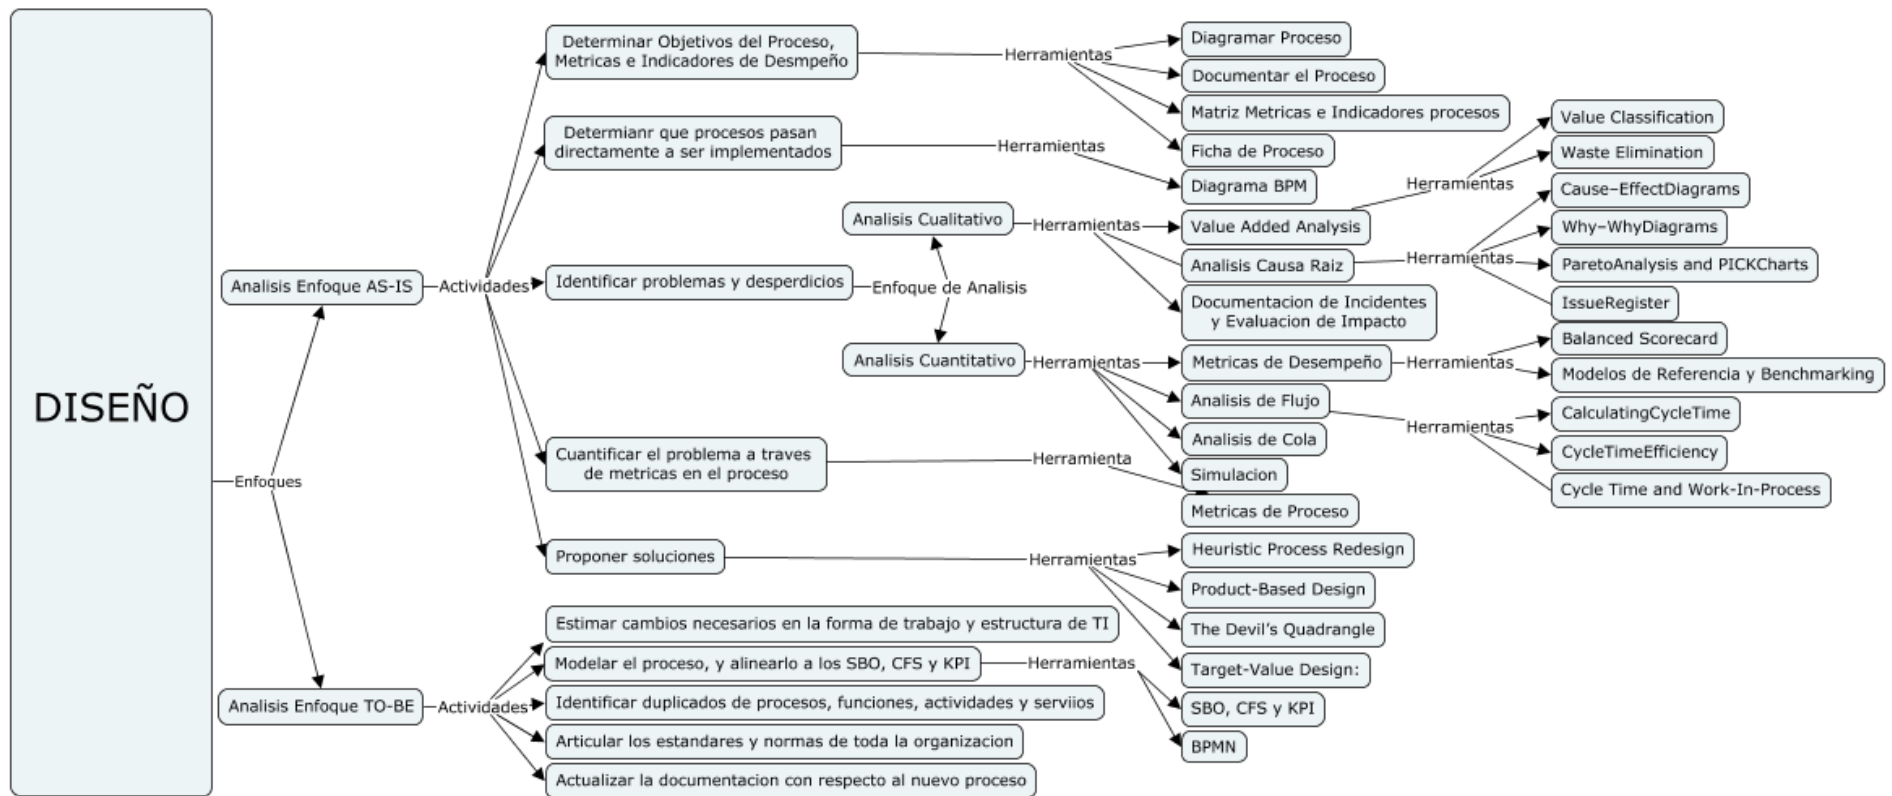 DISEÑO
Enfoques
Analisis Enfoque AS-IS
Actividades
Determinar Objetivos del Proceso,
Metricas e Indicadores de Desmpeño
Herramientas
Diagramar Proceso
Documentar el Proceso
Matriz Metricas e Indicadores procesos
Ficha de Proceso
Determianr que procesos pasan
directamente a ser implementados
Herramientas
Diagrama BPM
Identificar problemas y desperdicios
Enfoque de Analisis
Analisis Cualitativo
Herramientas
Value Added Analysis
Herramientas
Value Classification
Waste Elimination
Analisis Causa Raiz
Herramientas
Cause–EffectDiagrams
Why–WhyDiagrams
ParetoAnalysis and PICKCharts
IssueRegister
Documentacion de Incidentes
y Evaluacion de Impacto
Analisis Cuantitativo
Herramientas
Metricas de Desempeño
Herramientas
Balanced Scorecard
Modelos de Referencia y Benchmarking
Analisis de Flujo
Herramientas
CalculatingCycleTime
CycleTimeEfficiency
Cycle Time and Work-In-Process
Analisis de Cola
Simulacion
Cuantificar el problema a traves
de metricas en el proceso
Herramienta
Metricas de Proceso
Proponer soluciones
Herramientas
Heuristic Process Redesign
Product-Based Design
The Devil's Quadrangle
Target-Value Design:
Analisis Enfoque TO-BE
Actividades
Estimar cambios necesarios en la forma de trabajo y estructura de TI
Modelar el proceso, y alinearlo a los SBO, CFS y KPI
Herramientas
SBO, CFS y KPI
BPMN
Identificar duplicados de procesos, funciones, actividades y serviios
Articular los estandares y normas de toda la organizacion
Actualizar la documentacion con respecto al nuevo proceso